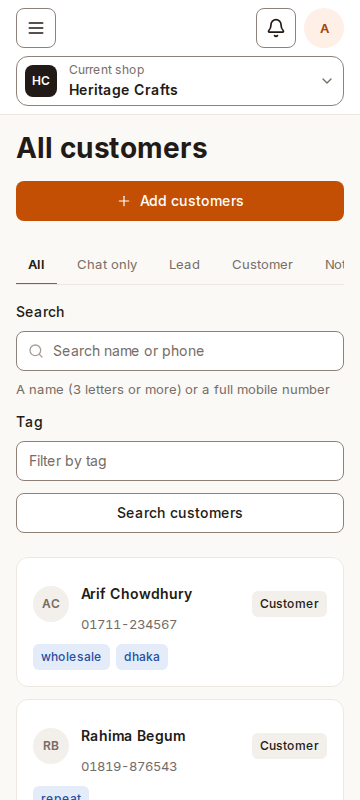 A
HC
Current shop
Heritage Crafts
All customers
Add customers
All Chat only Lead Customer
Search
Search name or phone
A name (3 letters or more) or a full mobile number
Tag
Filter by tag
Search customers
AC
Arif Chowdhury
01711-234567
Customer
wholesale dhaka
RB
Rahima Begum
01819-876543
Customer
repeat